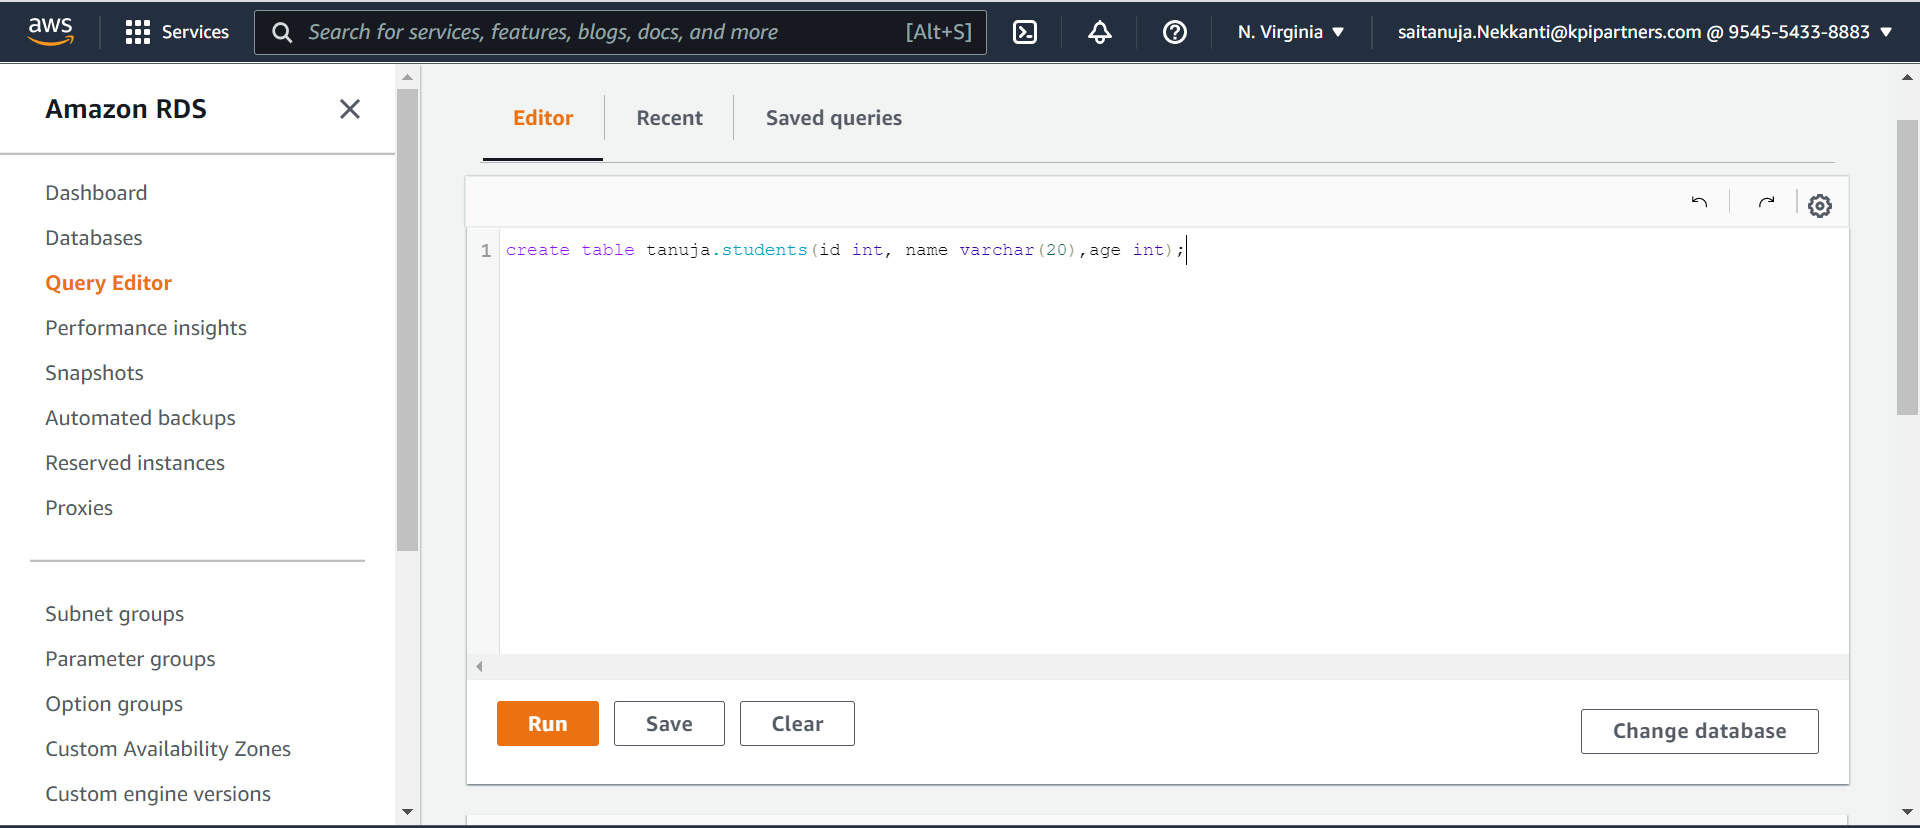 aws Services Search for services, features, blogs, docs, and more [Alt+S] N. Virginia ▼ saitanuja.Nekkanti@kpipartners.com @ 9545-5433-8883 ▼
Amazon RDS
Dashboard
Databases
Query Editor
Performance insights
Snapshots
Automated backups
Reserved instances
Proxies
Subnet groups
Parameter groups
Option groups
Custom Availability Zones
Custom engine versions
Editor Recent Saved queries
1 create table tanuja.students(id int, name varchar(20),age int);
Run Save Clear Change database